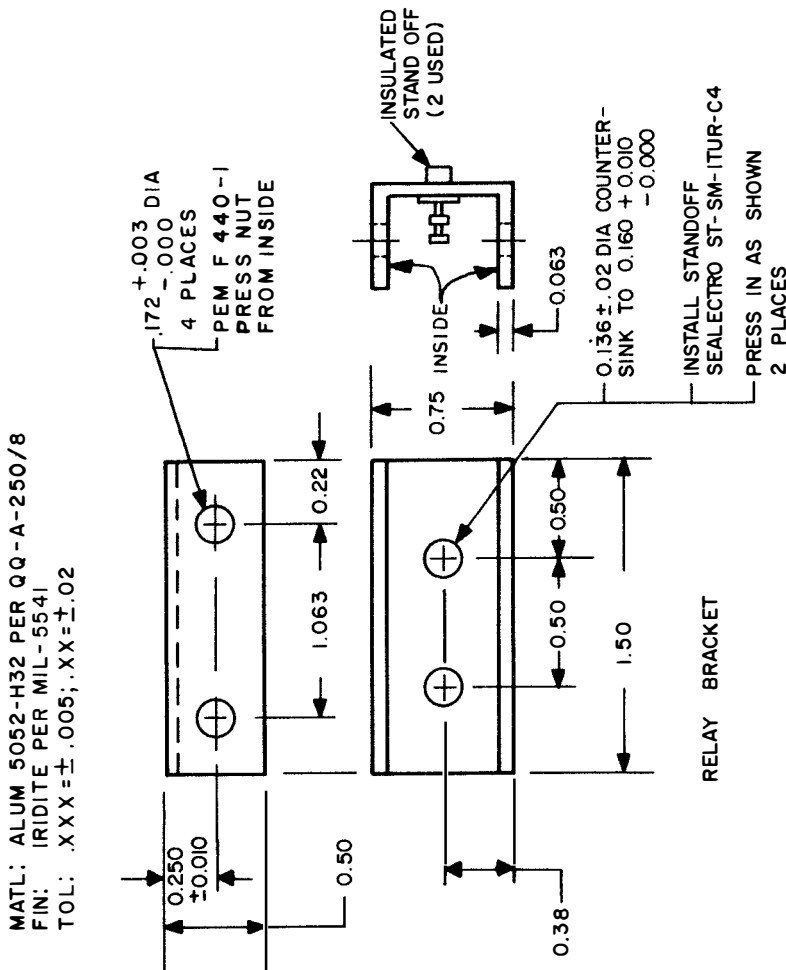 MATL: ALUM 5052-H32 PER QQ-A-250/8
FIN: IRIDITE PER MIL-5541
TOL: .XXX=±.005;.XX=±.02
.172 +.003 DIA
-.000
4 PLACES
PEM F 440-1
PRESS NUT
FROM INSIDE
INSULATED
STAND OFF
(2 USED)
0.250
±0.010
0.50
1.063
0.22
0.75
INSIDE
0.063
0.136±.02 DIA COUNTER-
SINK TO 0.160 +0.010
-0.000
INSTALL STANDOFF
SEALECTRO ST-SM-1TUR-C4
PRESS IN AS SHOWN
2 PLACES
0.38
0.50
0.50
1.50
RELAY BRACKET